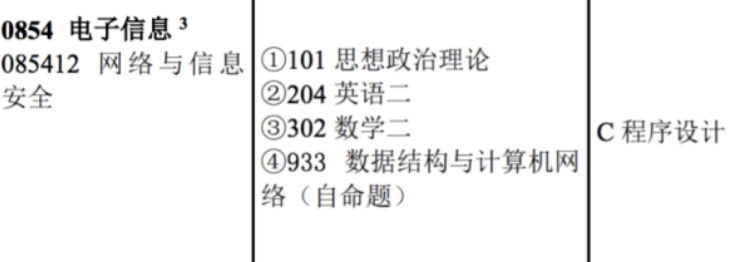 0854 电子信息 3
085412 网络与信息
安全
①101 思想政治理论
②204 英语二
③302 数学二
④933 数据结构与计算机网
络（自命题）
C 程序设计